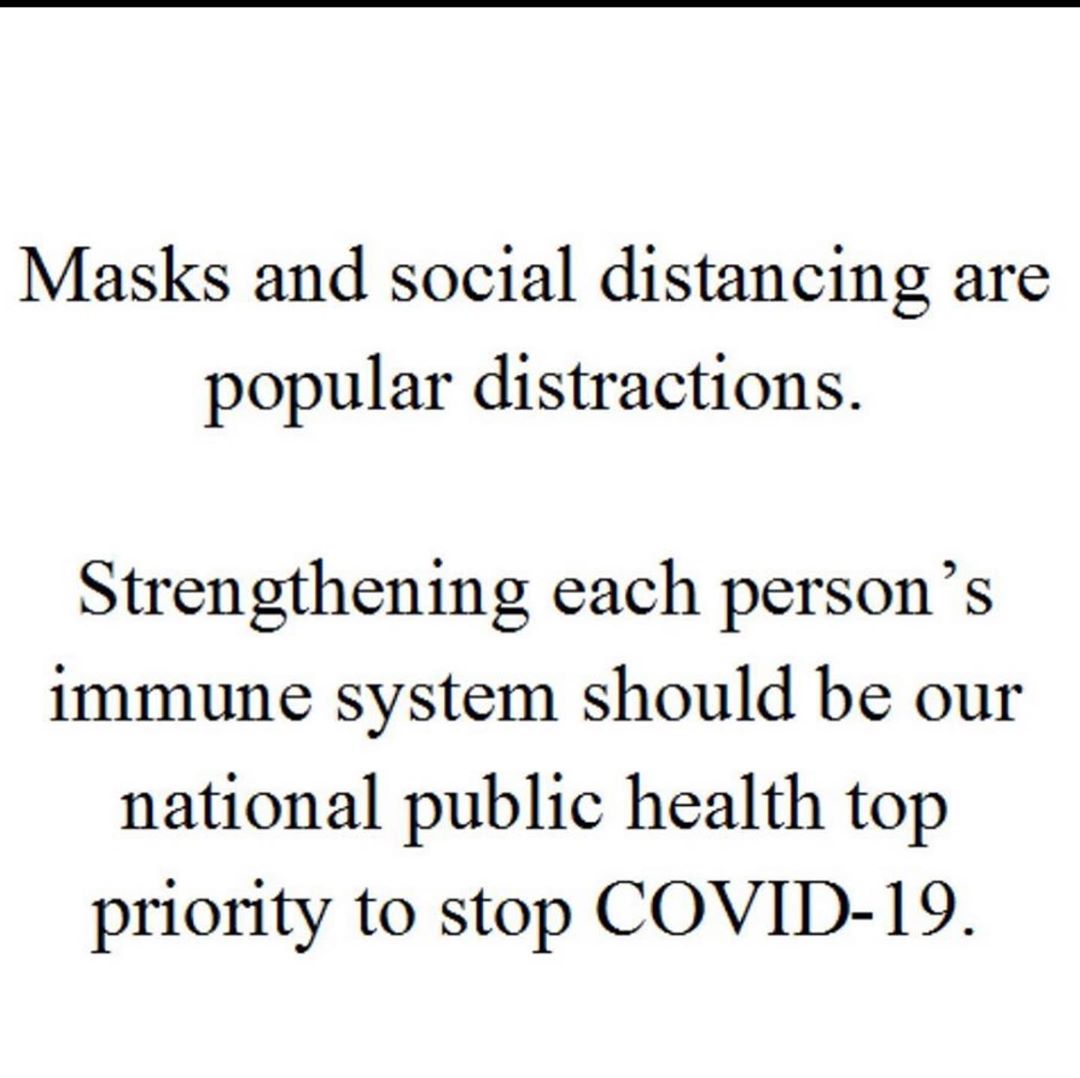 Masks and social distancing are
popular distractions.
Strengthening each person’s
immune system should be our
national public health top
priority to stop COVID-19.